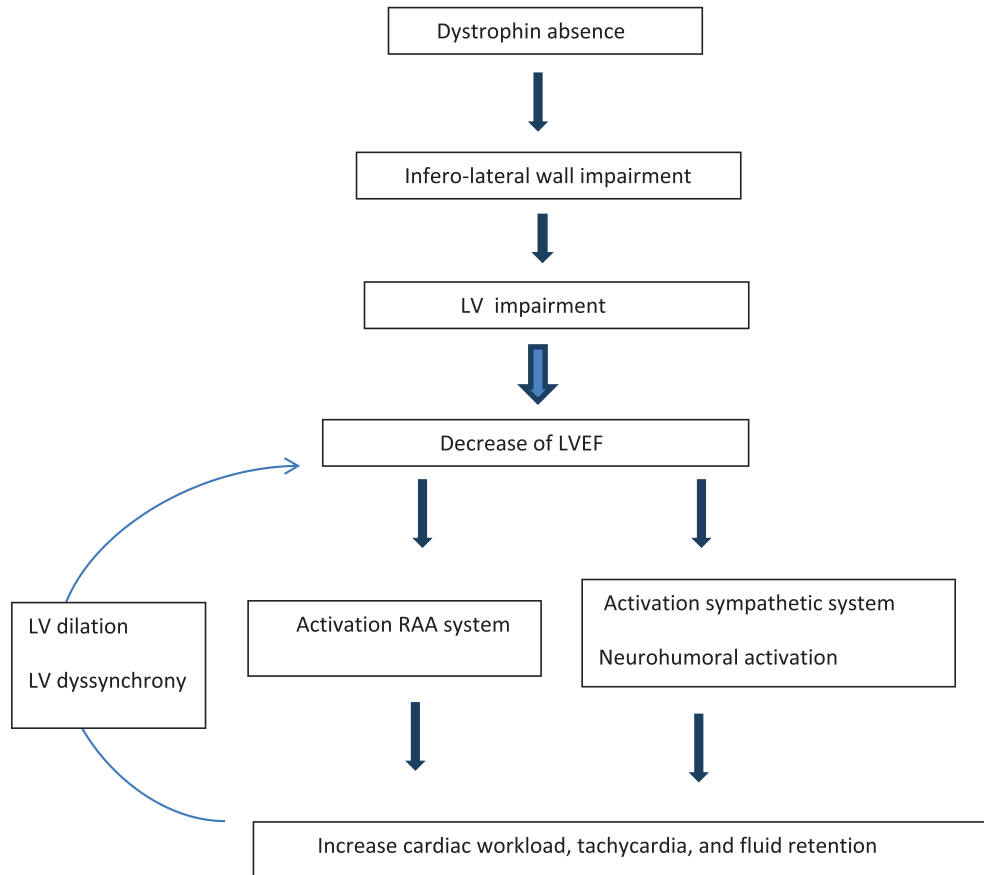 Dystrophin absence
Infero-lateral wall impairment
LV impairment
Decrease of LVEF
LV dilation
LV dyssynchrony
Activation RAA system
Activation sympathetic system
Neurohumoral activation
Increase cardiac workload, tachycardia, and fluid retention